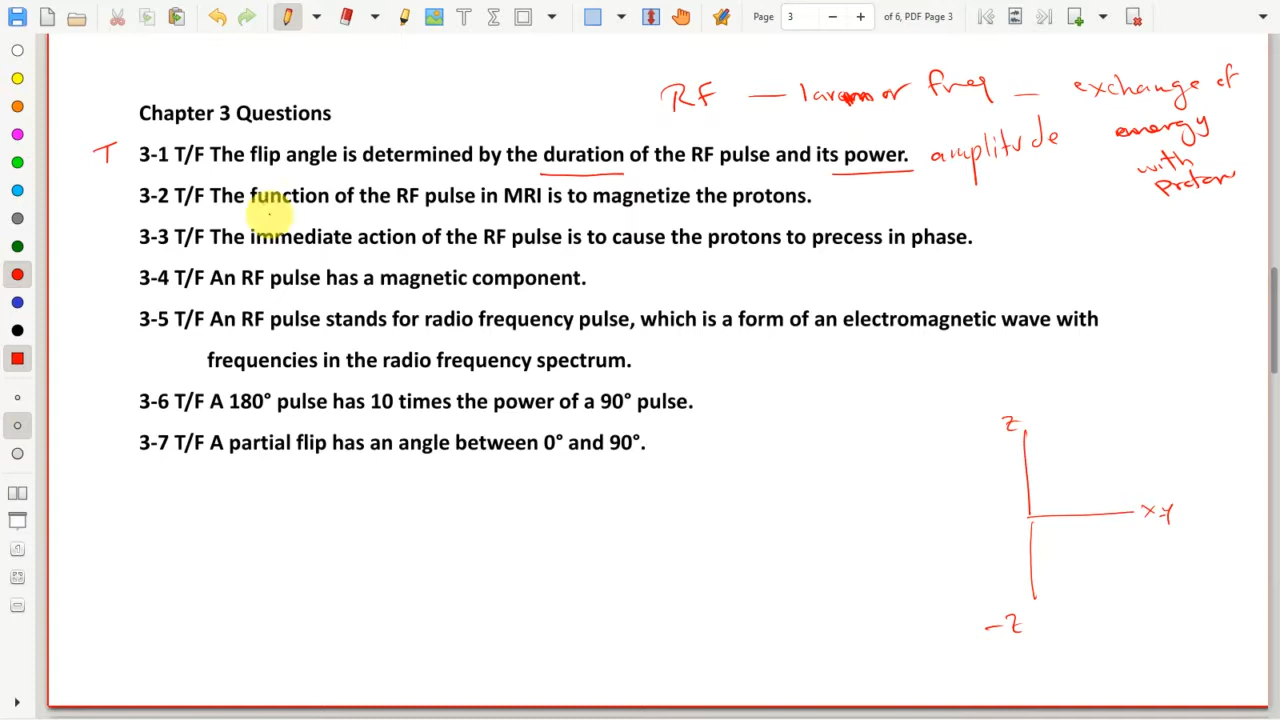 Page 3 of 6, PDF Page 3
RF — larmor freq — exchange of
energy
with
Proton
Chapter 3 Questions
T 3-1 T/F The flip angle is determined by the duration of the RF pulse and its power. amplitude
3-2 T/F The function of the RF pulse in MRI is to magnetize the protons.
3-3 T/F The immediate action of the RF pulse is to cause the protons to precess in phase.
3-4 T/F An RF pulse has a magnetic component.
3-5 T/F An RF pulse stands for radio frequency pulse, which is a form of an electromagnetic wave with
frequencies in the radio frequency spectrum.
3-6 T/F A 180° pulse has 10 times the power of a 90° pulse.
3-7 T/F A partial flip has an angle between 0° and 90°.
Z
x-y
-Z